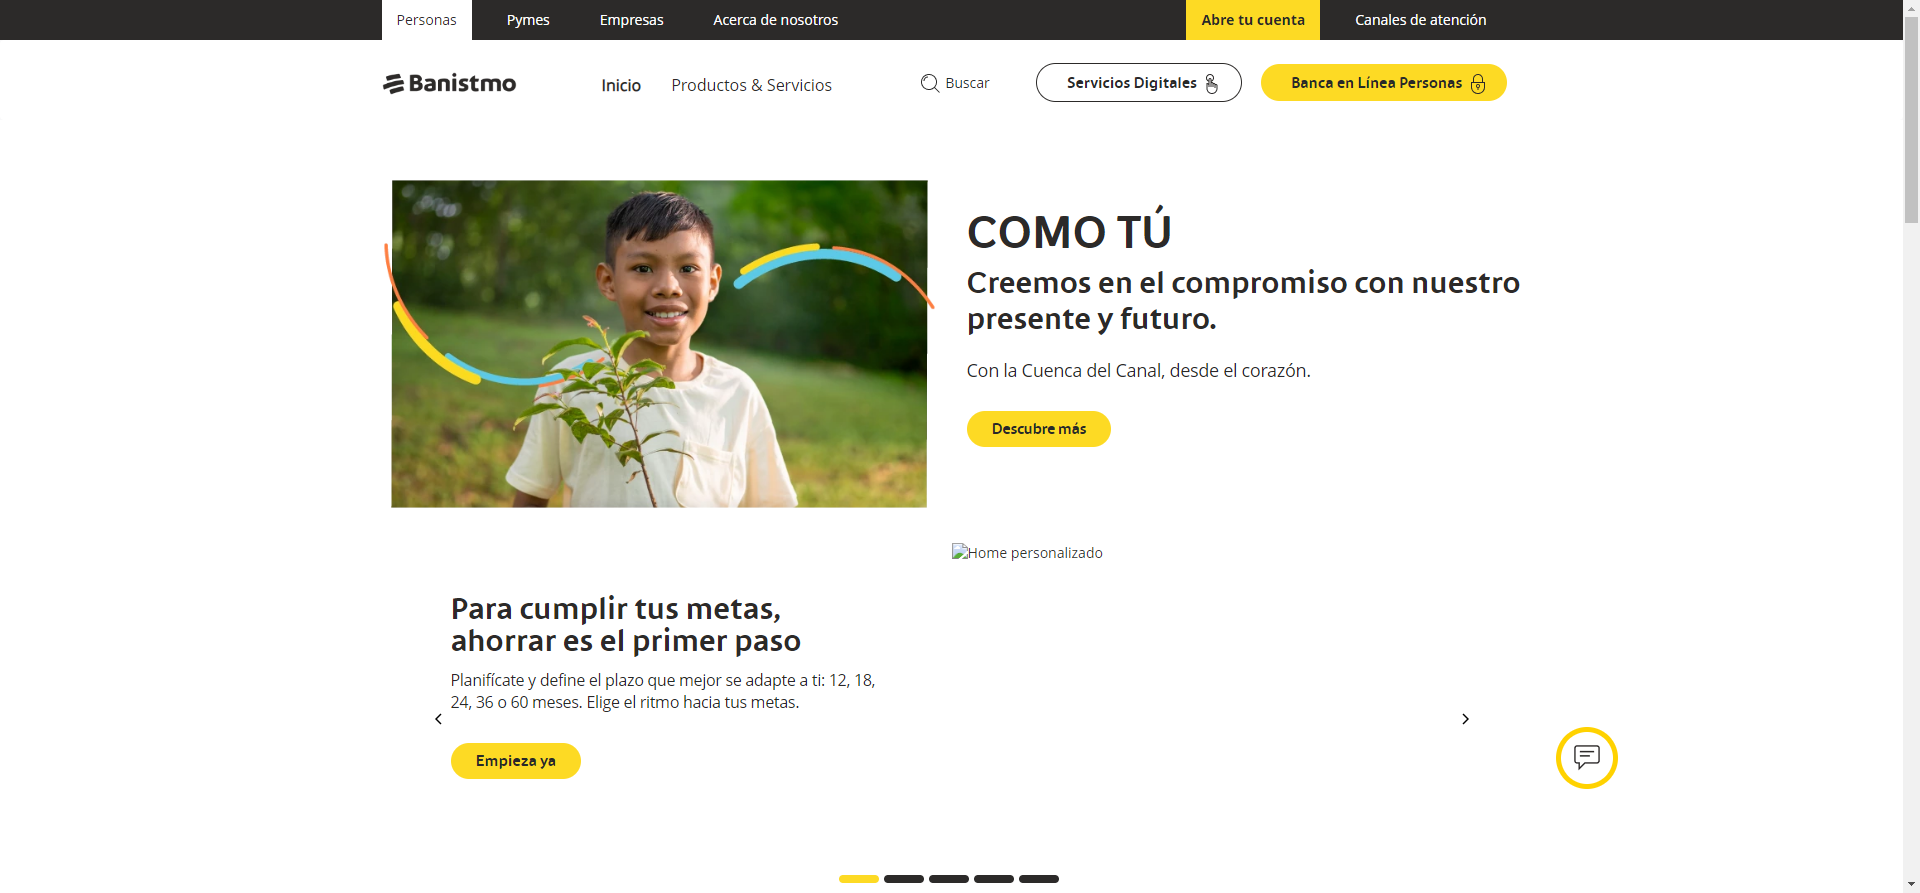 Personas
Pymes
Empresas
Acerca de nosotros
Abre tu cuenta
Canales de atención
Banistmo
Inicio
Productos & Servicios
Buscar
Servicios Digitales
Banca en Línea Personas
COMO TÚ
Creemos en el compromiso con nuestro
presente y futuro.
Con la Cuenca del Canal, desde el corazón.
Descubre más
Home personalizado
Para cumplir tus metas,
ahorrar es el primer paso
Planifícate y define el plazo que mejor se adapte a ti: 12, 18,
24, 36 o 60 meses. Elige el ritmo hacia tus metas.
Empieza ya